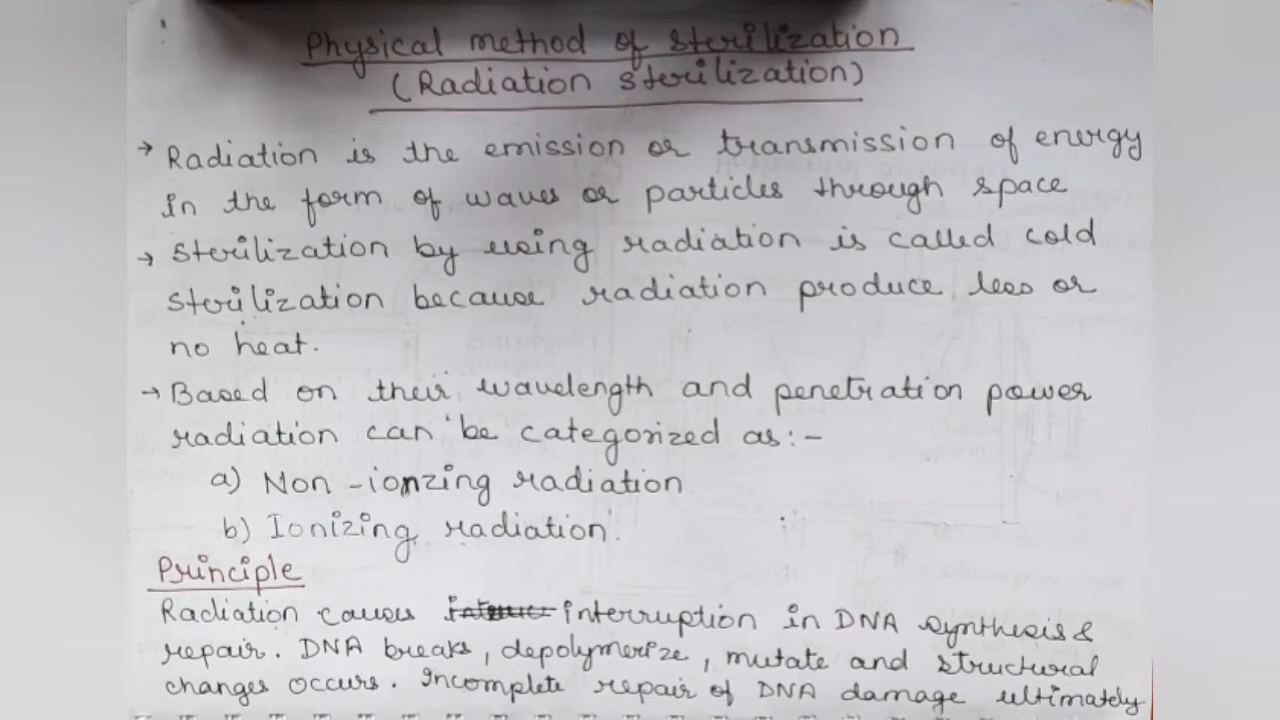 Physical method of sterilization
(Radiation sterilization)
→ Radiation is the emission or transmission of energy
in the form of waves or particles through space
→ Sterilization by using radiation is called cold
sterilization because radiation produce less or
no heat.
→ Based on their wavelength and penetration power
radiation can be categorized as:-
a) Non-ionzing radiation
b) Ionizing radiation.
Principle
Radiation causes interruption in DNA synthesis &
repair. DNA breaks, depolymerize, mutate and structural
changes occurs. Incomplete repair of DNA damage ultimately